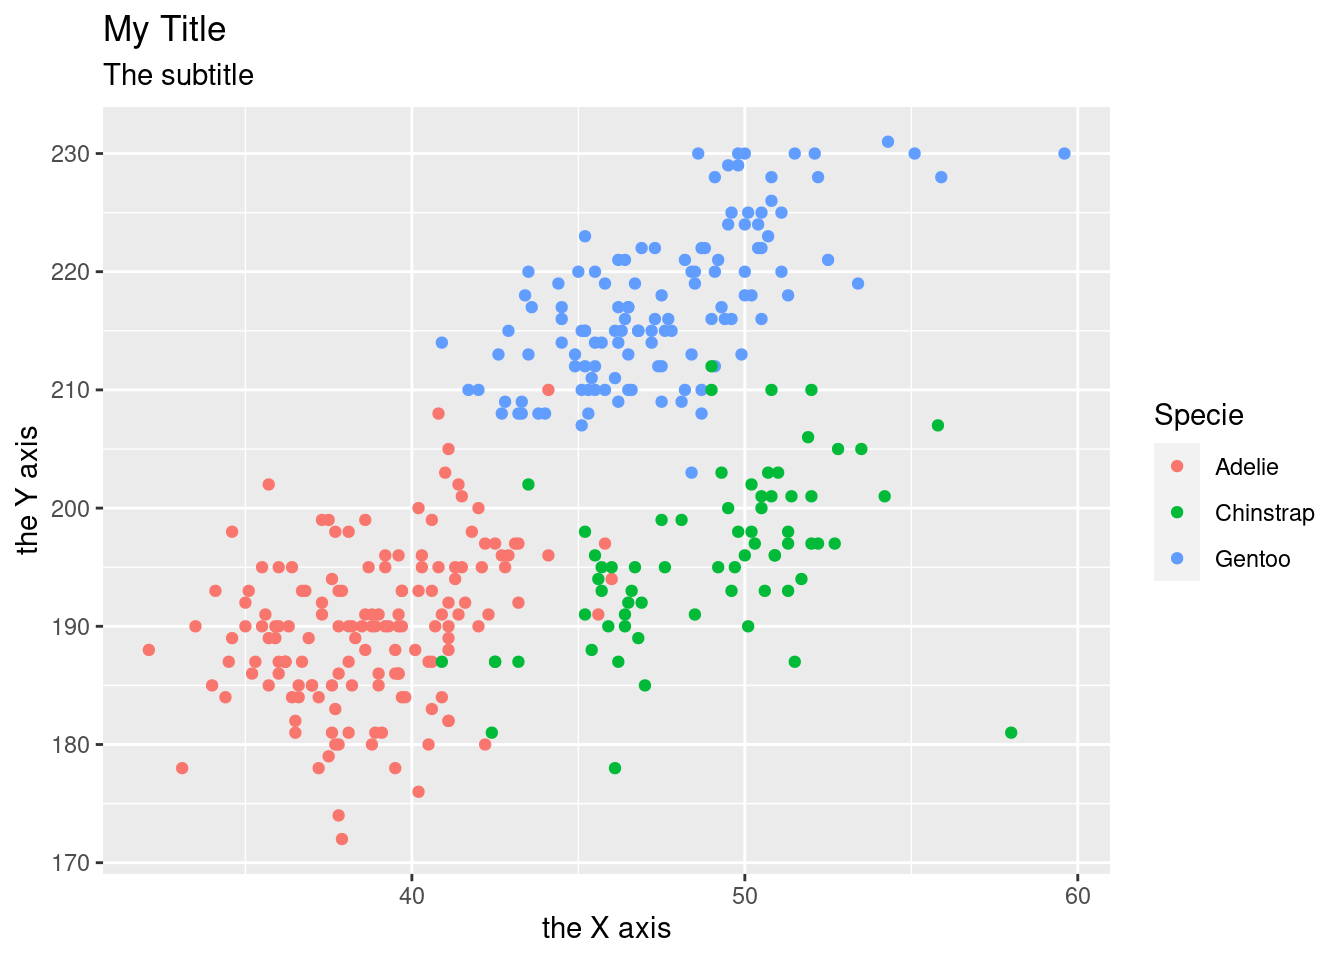 My Title
The subtitle
the Y axis
230
220
210
200
190
180
170
40
50
60
the X axis
Specie
Adelie
Chinstrap
Gentoo